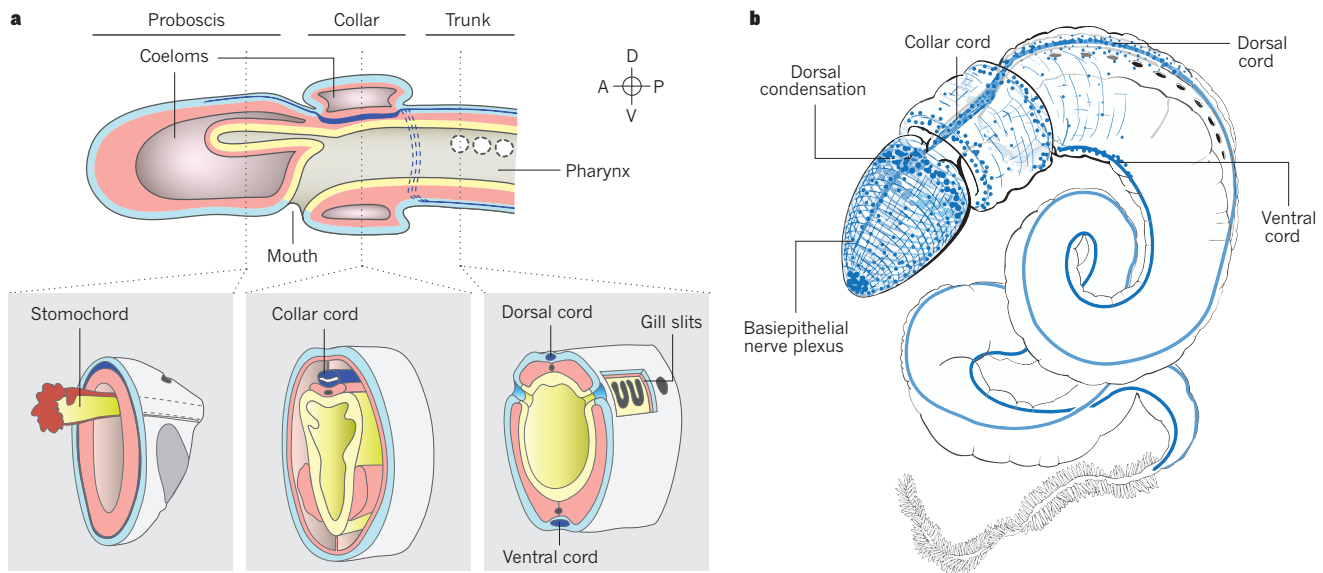 a
Proboscis
Collar
Trunk
Coeloms
D
A
P
V
Pharynx
Mouth
Stomochord
Collar cord
Dorsal cord
Gill slits
Ventral cord
b
Collar cord
Dorsal
cord
Dorsal
condensation
Ventral
cord
Basiepithelial
nerve plexus